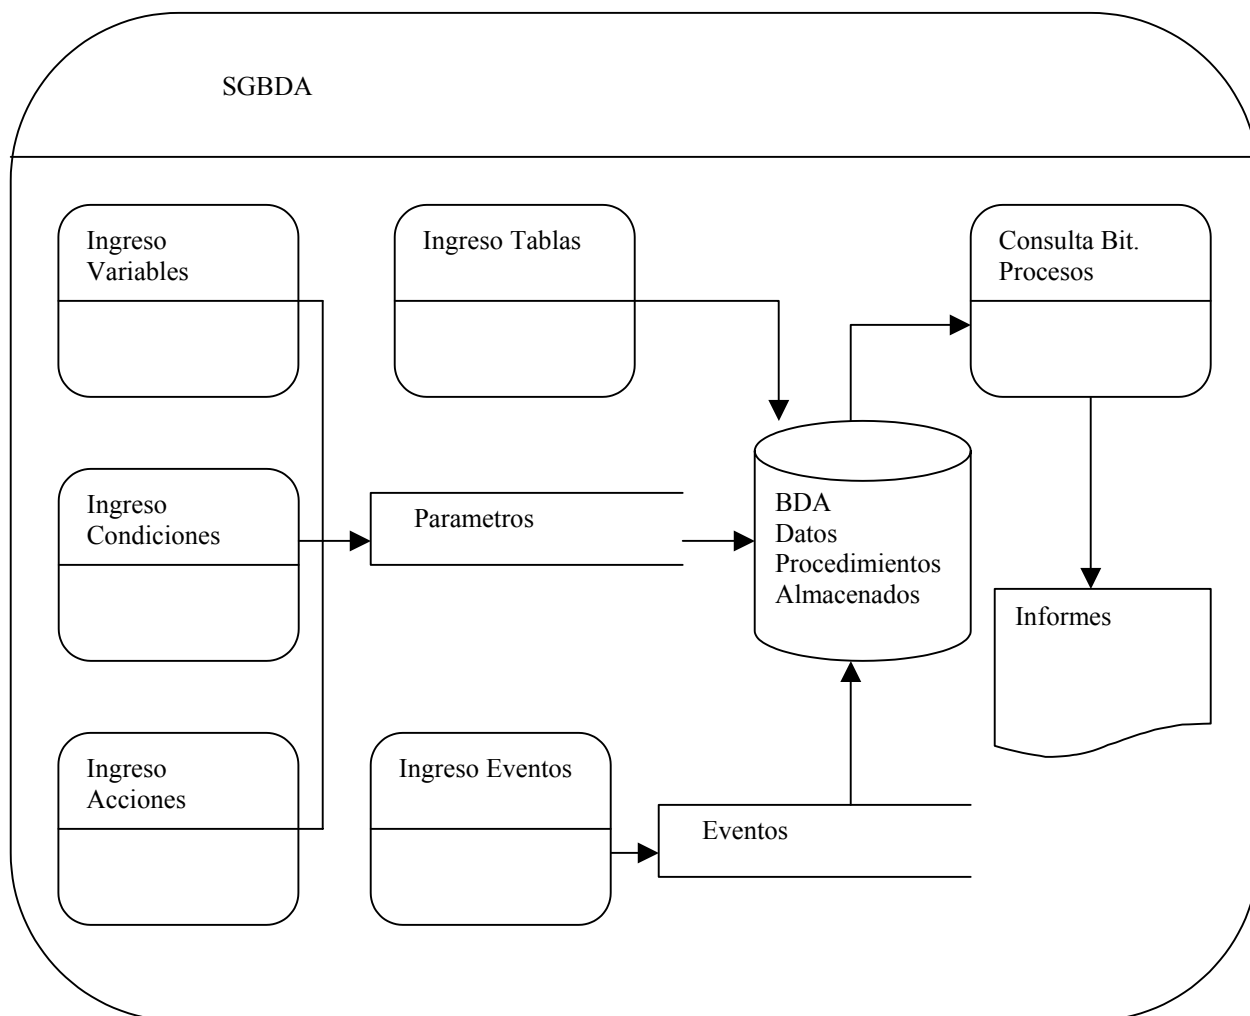 SGBDA
Ingreso
Variables
Ingreso Tablas
Consulta Bit.
Procesos
Ingreso
Condiciones
Parametros
BDA
Datos
Procedimientos
Almacenados
Informes
Ingreso
Acciones
Ingreso Eventos
Eventos